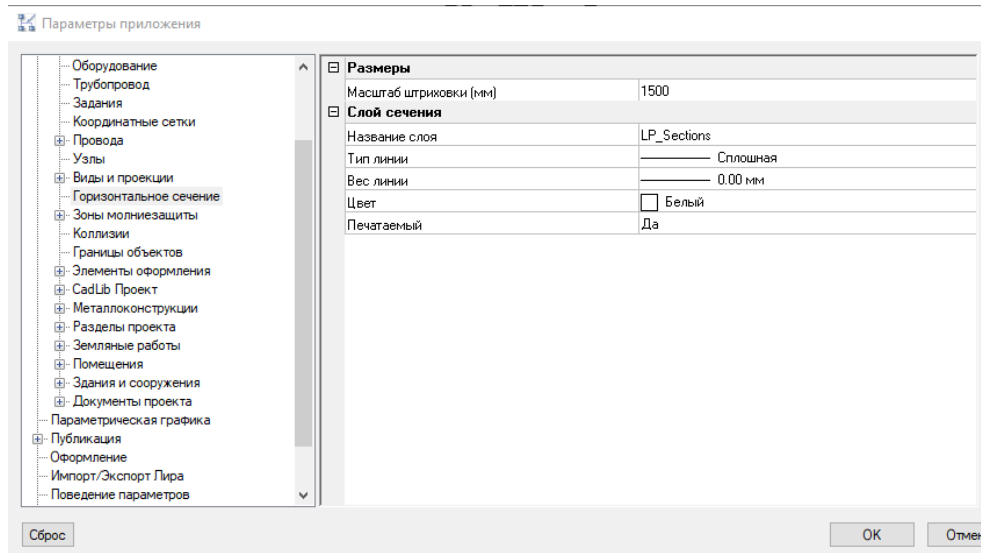 Параметры приложения
Оборудование
Трубопровод
Задания
Координатные сетки
Провода
Узлы
Виды и проекции
Горизонтальное сечение
Зоны молниезащиты
Коллизии
Границы объектов
Элементы оформления
CadLib Проект
Металлоконструкции
Разделы проекта
Земляные работы
Помещения
Здания и сооружения
Документы проекта
Параметрическая графика
Публикация
Оформление
Импорт/Экспорт Лира
Поведение параметров
Размеры
Масштаб штриховки (мм) 1500
Слой сечения
Название слоя LP_Sections
Тип линии Сплошная
Вес линии 0.00 мм
Цвет Белый
Печатаемый Да
Сброс OK Отмен